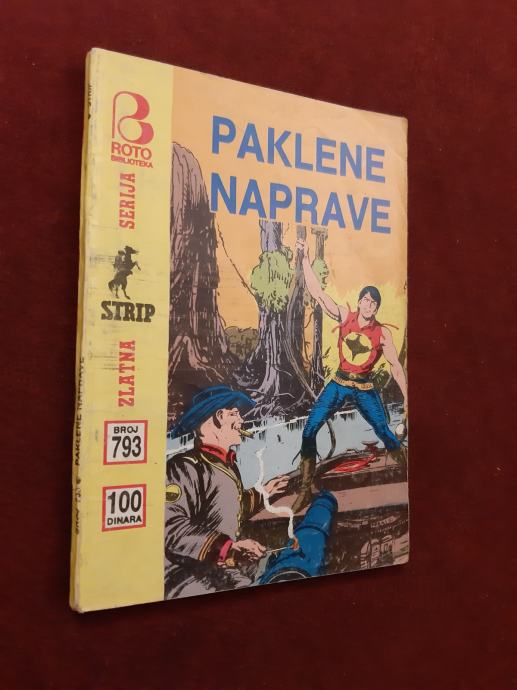 ROTO
BIBLIOTEKA
ZLATNA
STRIP
SERIJA
BROJ
793
100
DINARA
PAKLENE
NAPRAVE
PAKLENE NAPRAVE